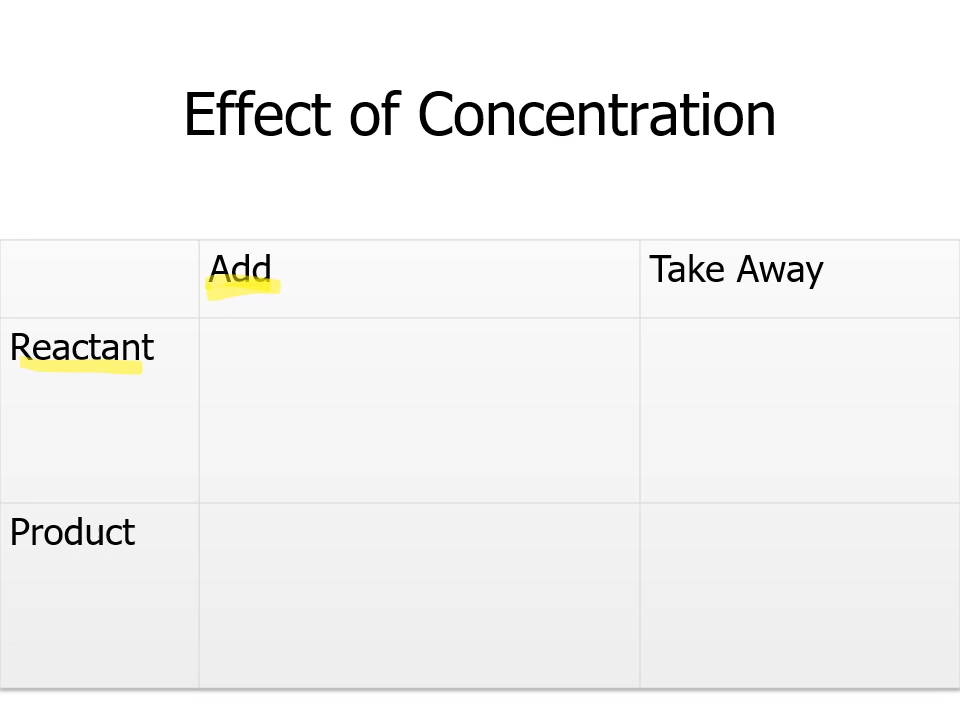 Effect of Concentration
Add
Take Away
Reactant
Product